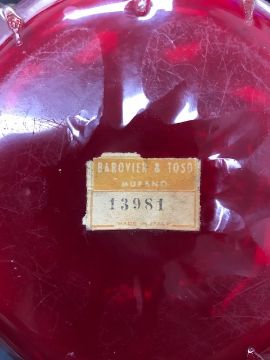 BAROVIER & TOSO
MURANO
13981
MADE IN ITALY